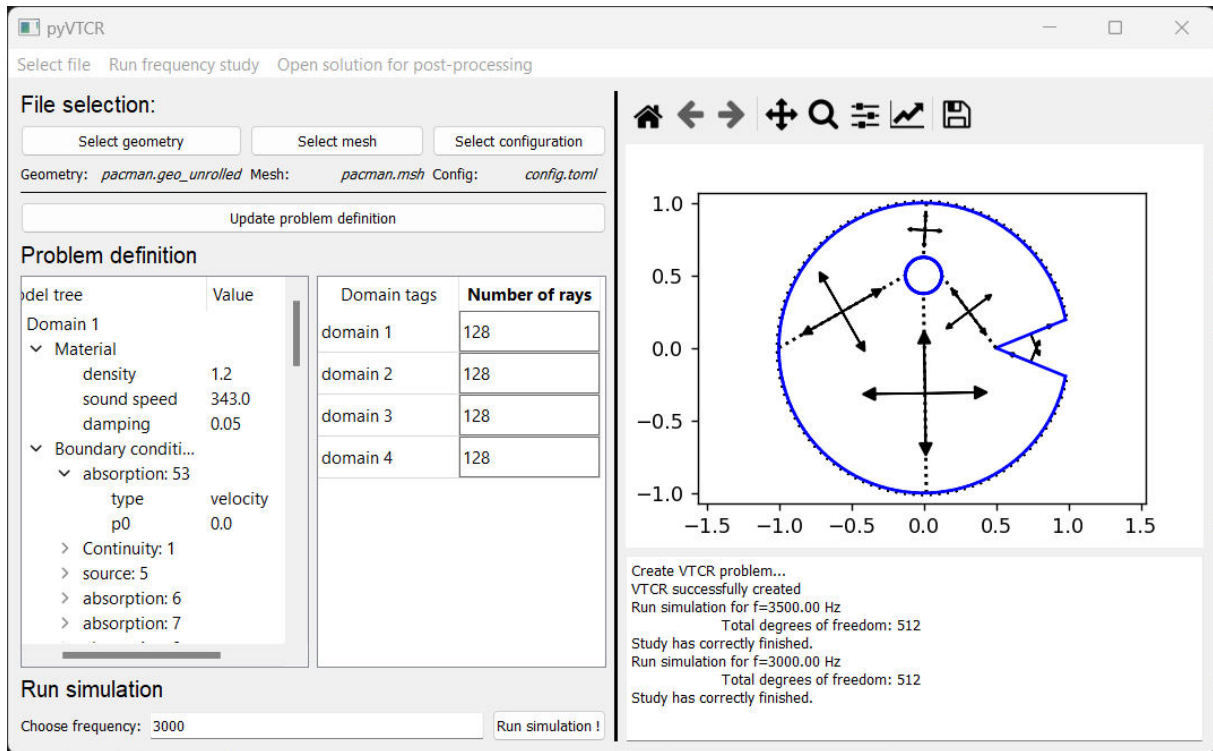 pyVTCR
Select file Run frequency study Open solution for post-processing
File selection:
Select geometry Select mesh Select configuration
Geometry: pacman.geo_unrolled Mesh: pacman.msh Config: config.toml
Update problem definition
Problem definition
odel tree Value
Domain 1
Material
density 1.2
sound speed 343.0
damping 0.05
Boundary conditi...
absorption: 53
type velocity
p0 0.0
Continuity: 1
source: 5
absorption: 6
absorption: 7
Domain tags Number of rays
domain 1 128
domain 2 128
domain 3 128
domain 4 128
Run simulation
Choose frequency: 3000 Run simulation !
1.0
0.5
0.0
−0.5
−1.0
−1.5 −1.0 −0.5 0.0 0.5 1.0 1.5
Create VTCR problem...
VTCR successfully created
Run simulation for f=3500.00 Hz
Total degrees of freedom: 512
Study has correctly finished.
Run simulation for f=3000.00 Hz
Total degrees of freedom: 512
Study has correctly finished.